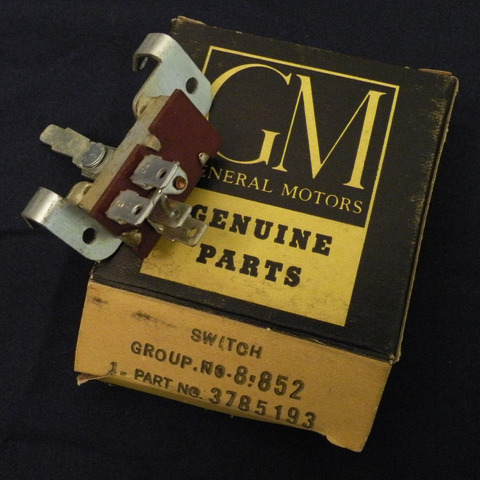 GM
GENERAL MOTORS
GENUINE
PARTS
SWITCH
GROUP. No. 8.852
1- PART NO. 3785193